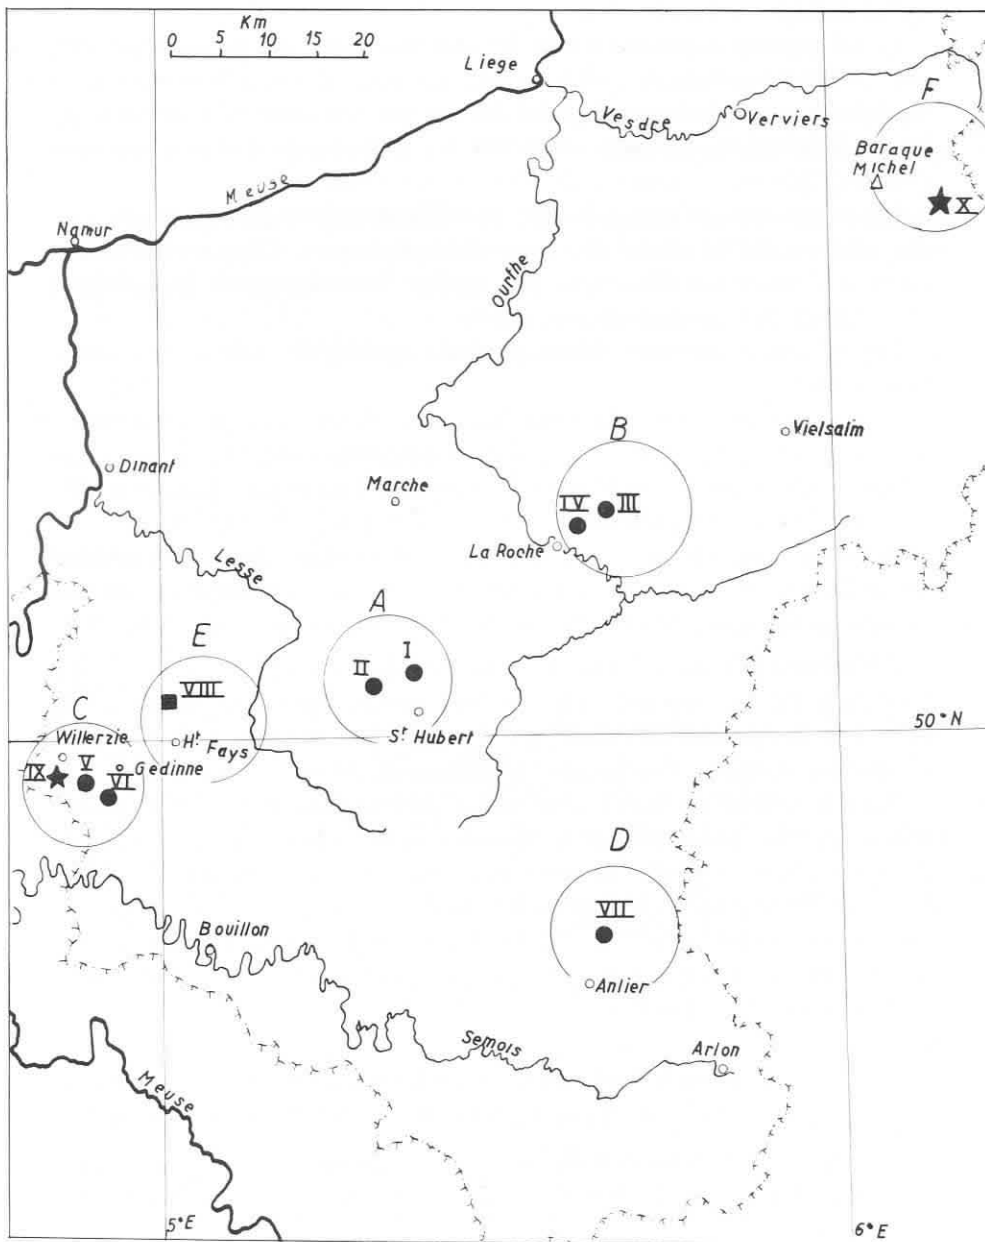 Km
0 5 10 15 20
Liege
Vesdre
Verviers
F
Baraque
Michel
X
Meuse
Namur
Ourthe
B
Vielsalm
Dinant
Marche
IV
III
La Roche
Lesse
A
I
II
E
VIII
St Hubert
50°N
C
Willerzie
Ht Fays
Gedinne
IX
V
VI
D
VII
Bouillon
Anlier
Semois
Arlon
Meuse
5°E
6°E